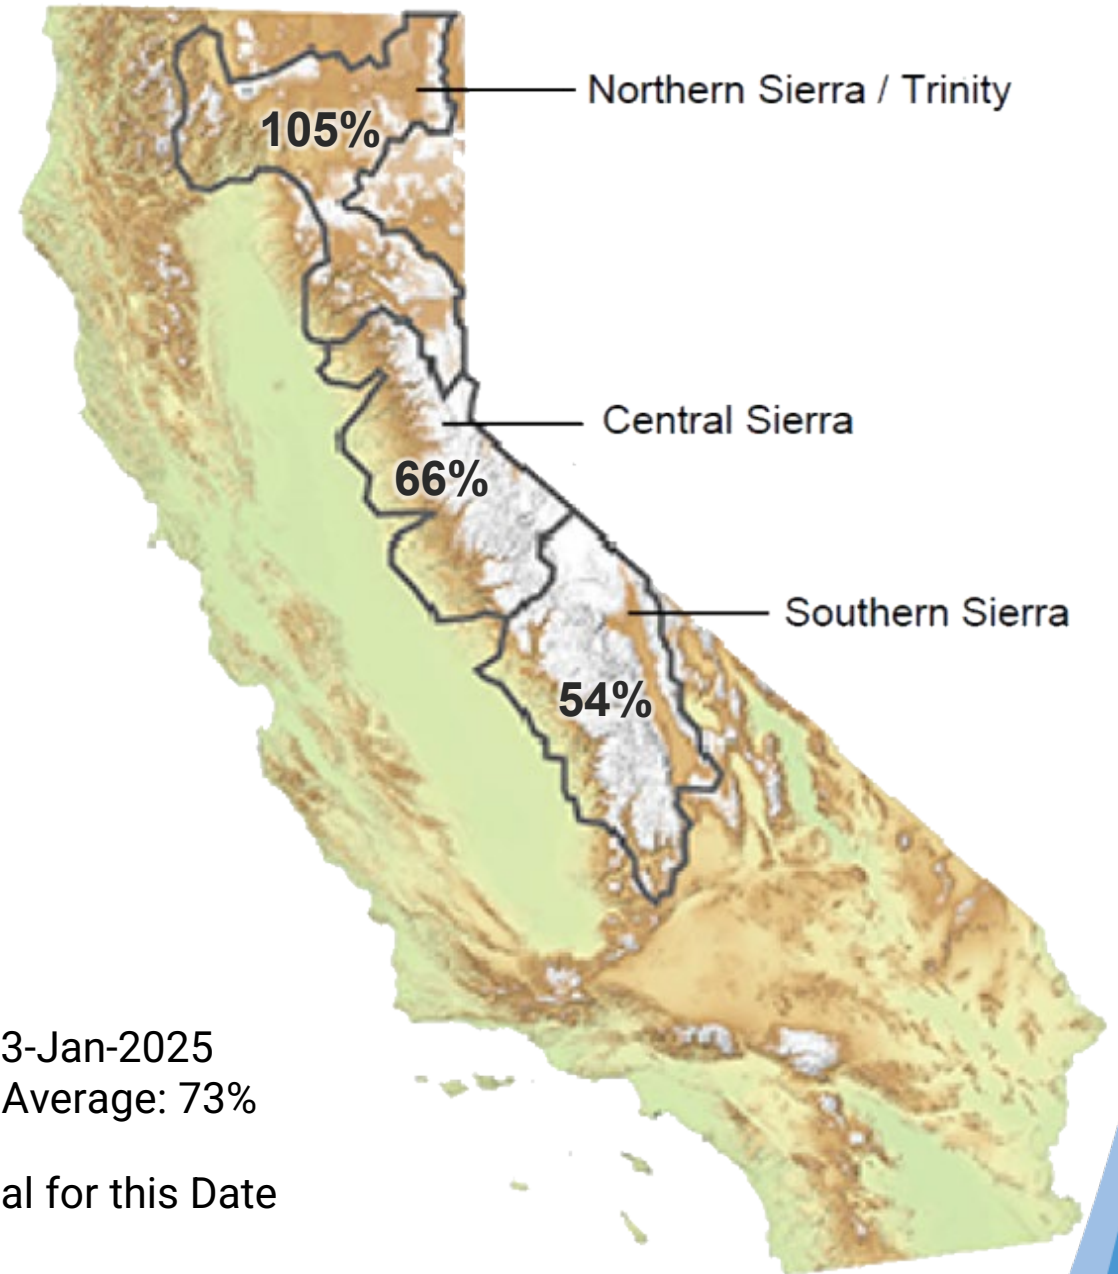 Northern Sierra / Trinity
105%
Central Sierra
66%
Southern Sierra
54%
3-Jan-2025
Average: 73%
al for this Date